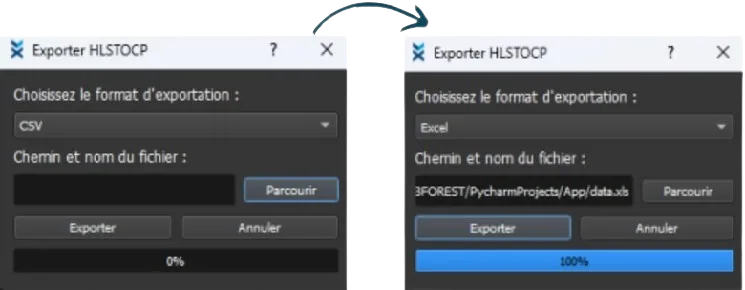 Exporter HLSTOCP ? ×
Choisissez le format d'exportation :
CSV
Chemin et nom du fichier :
Parcourir
Exporter Annuler
0%
Exporter HLSTOCP ? ×
Choisissez le format d'exportation :
Excel
Chemin et nom du fichier :
3FOREST/PycharmProjects/App/data.xls Parcourir
Exporter Annuler
100%